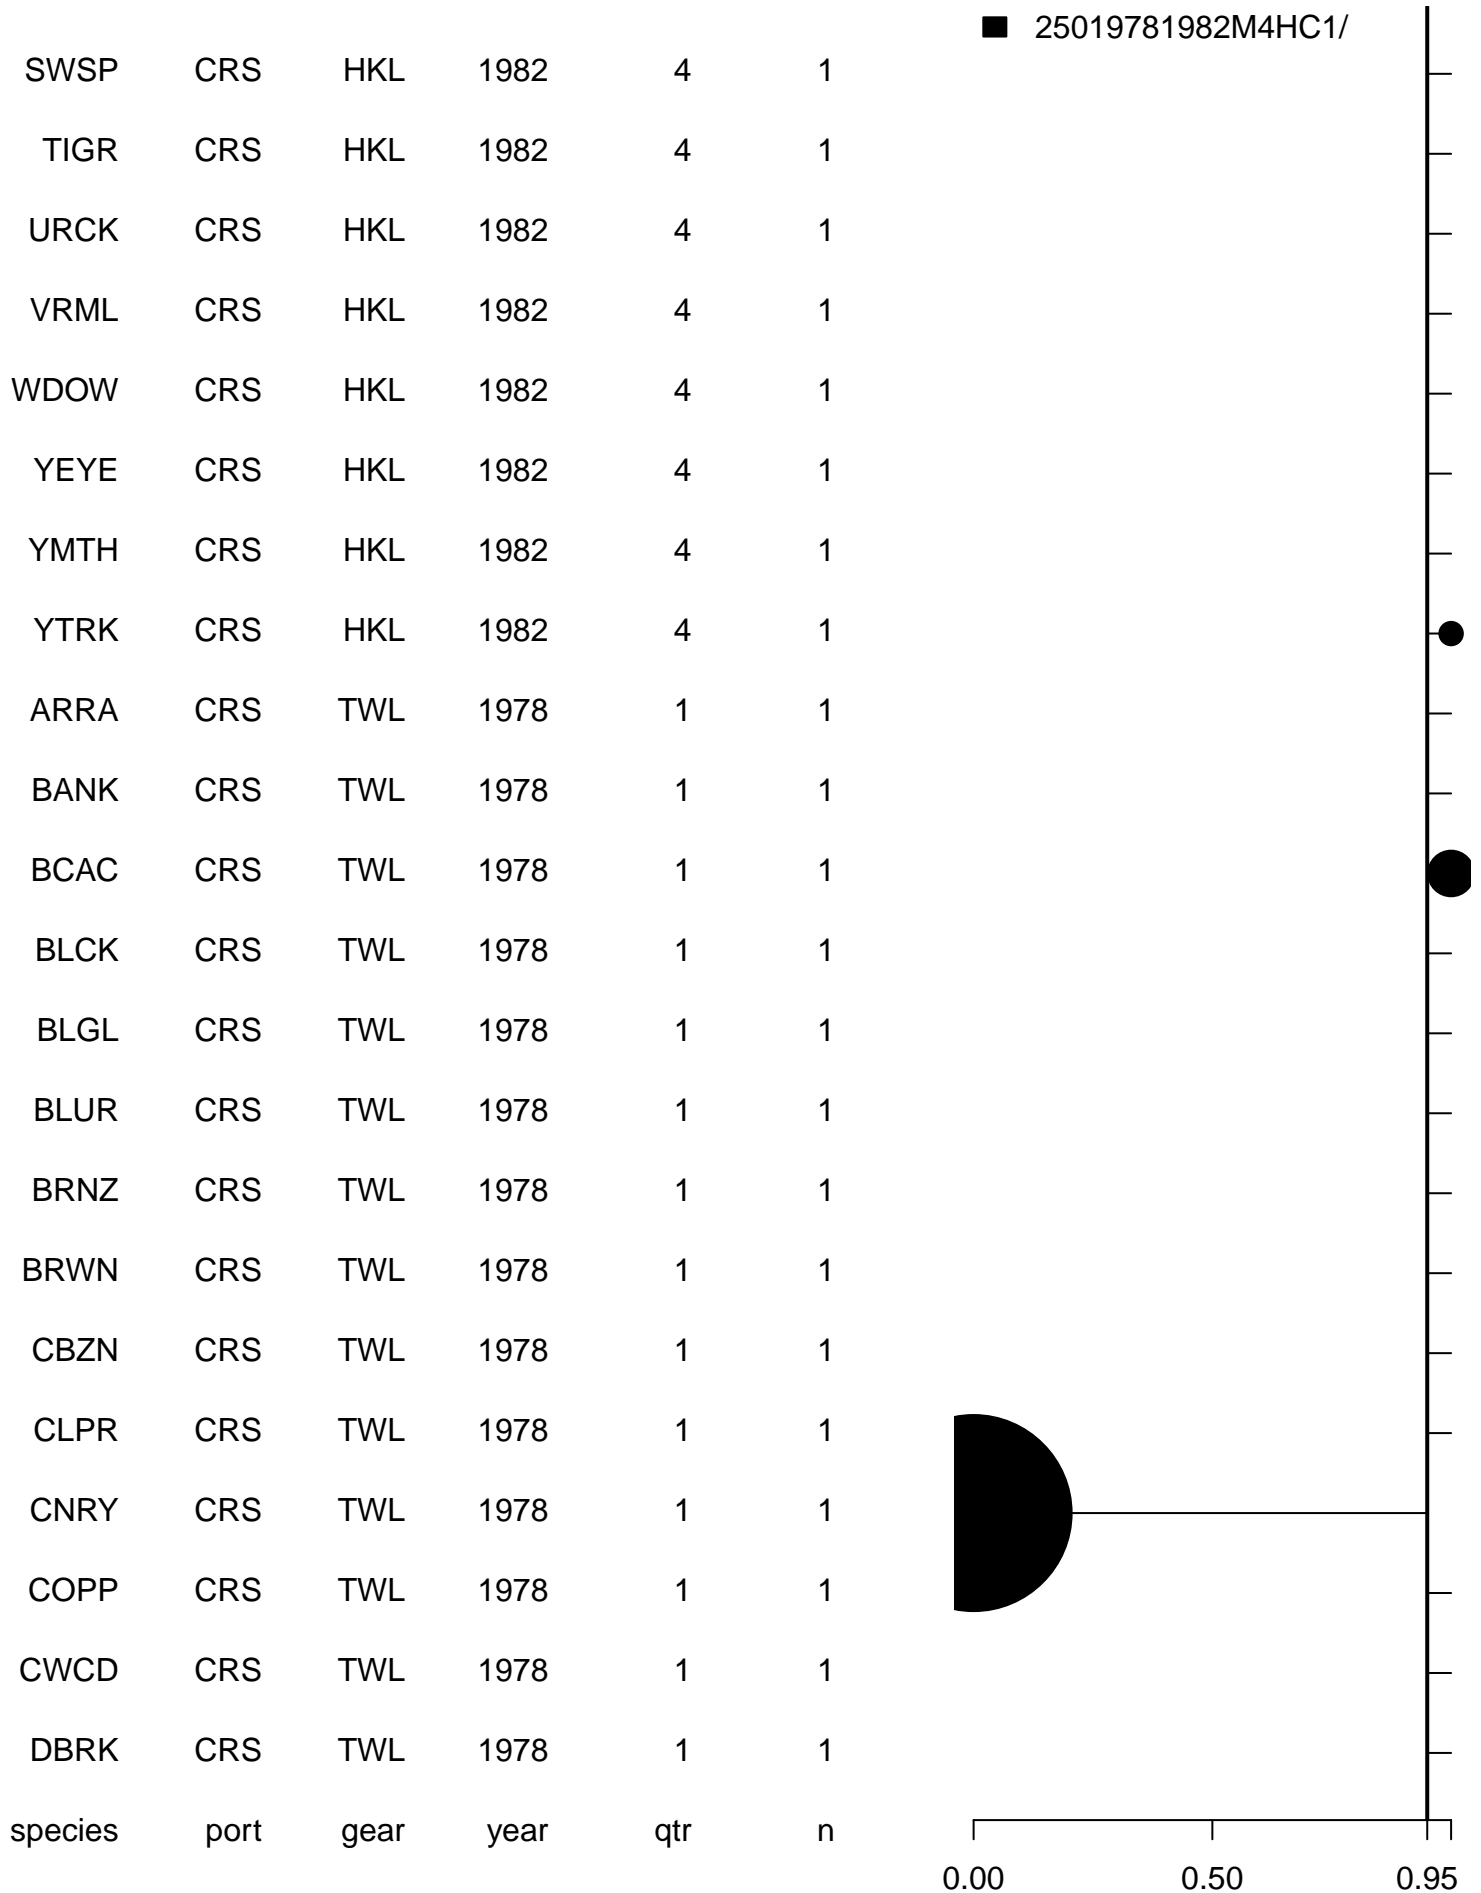 25019781982M4HC1/
SWSP CRS HKL 1982 4 1
TIGR CRS HKL 1982 4 1
URCK CRS HKL 1982 4 1
VRML CRS HKL 1982 4 1
WDOW CRS HKL 1982 4 1
YEYE CRS HKL 1982 4 1
YMTH CRS HKL 1982 4 1
YTRK CRS HKL 1982 4 1
ARRA CRS TWL 1978 1 1
BANK CRS TWL 1978 1 1
BCAC CRS TWL 1978 1 1
BLCK CRS TWL 1978 1 1
BLGL CRS TWL 1978 1 1
BLUR CRS TWL 1978 1 1
BRNZ CRS TWL 1978 1 1
BRWN CRS TWL 1978 1 1
CBZN CRS TWL 1978 1 1
CLPR CRS TWL 1978 1 1
CNRY CRS TWL 1978 1 1
COPP CRS TWL 1978 1 1
CWCD CRS TWL 1978 1 1
DBRK CRS TWL 1978 1 1
species port gear year qtr n
0.00 0.50 0.95